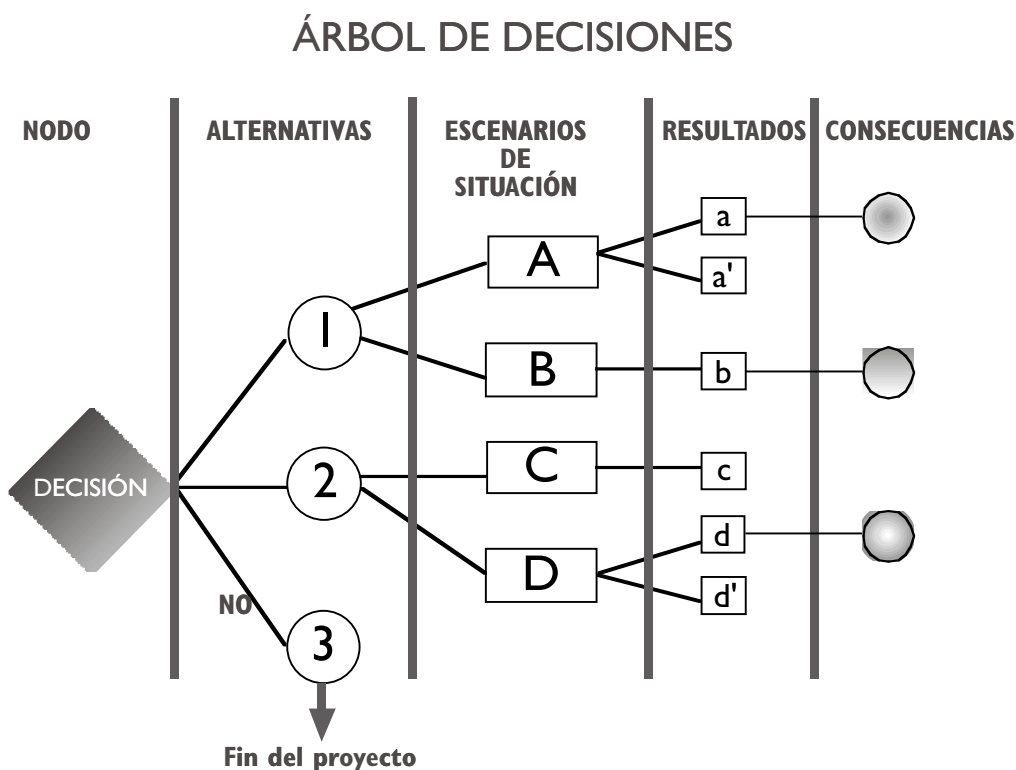 ÁRBOL DE DECISIONES
NODO
ALTERNATIVAS
ESCENARIOS
DE
SITUACIÓN
RESULTADOS
CONSECUENCIAS
DECISIÓN
1
2
NO
3
Fin del proyecto
A
B
C
D
a
a'
b
c
d
d'